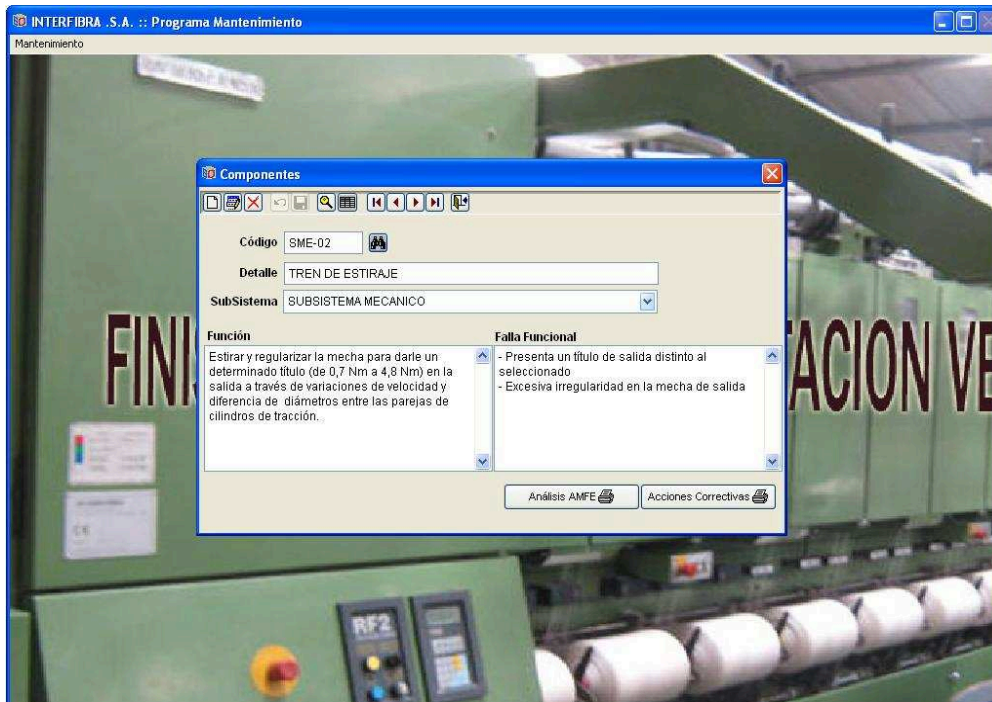 INTERFIBRA .S.A. :: Programa Mantenimiento
Mantenimiento
Componentes
Código SME-02
Detalle TREN DE ESTIRAJE
SubSistema SUBSISTEMA MECANICO
Función
Estirar y regularizar la mecha para darle un
determinado título (de 0,7 Nm a 4,8 Nm) en la
salida a través de variaciones de velocidad y
diferencia de diámetros entre las parejas de
cilindros de tracción.
Falla Funcional
- Presenta un título de salida distinto al
seleccionado
- Excesiva irregularidad en la mecha de salida
Análisis AMFE
Acciones Correctivas
FINIS
ACION VE
RF2
CE